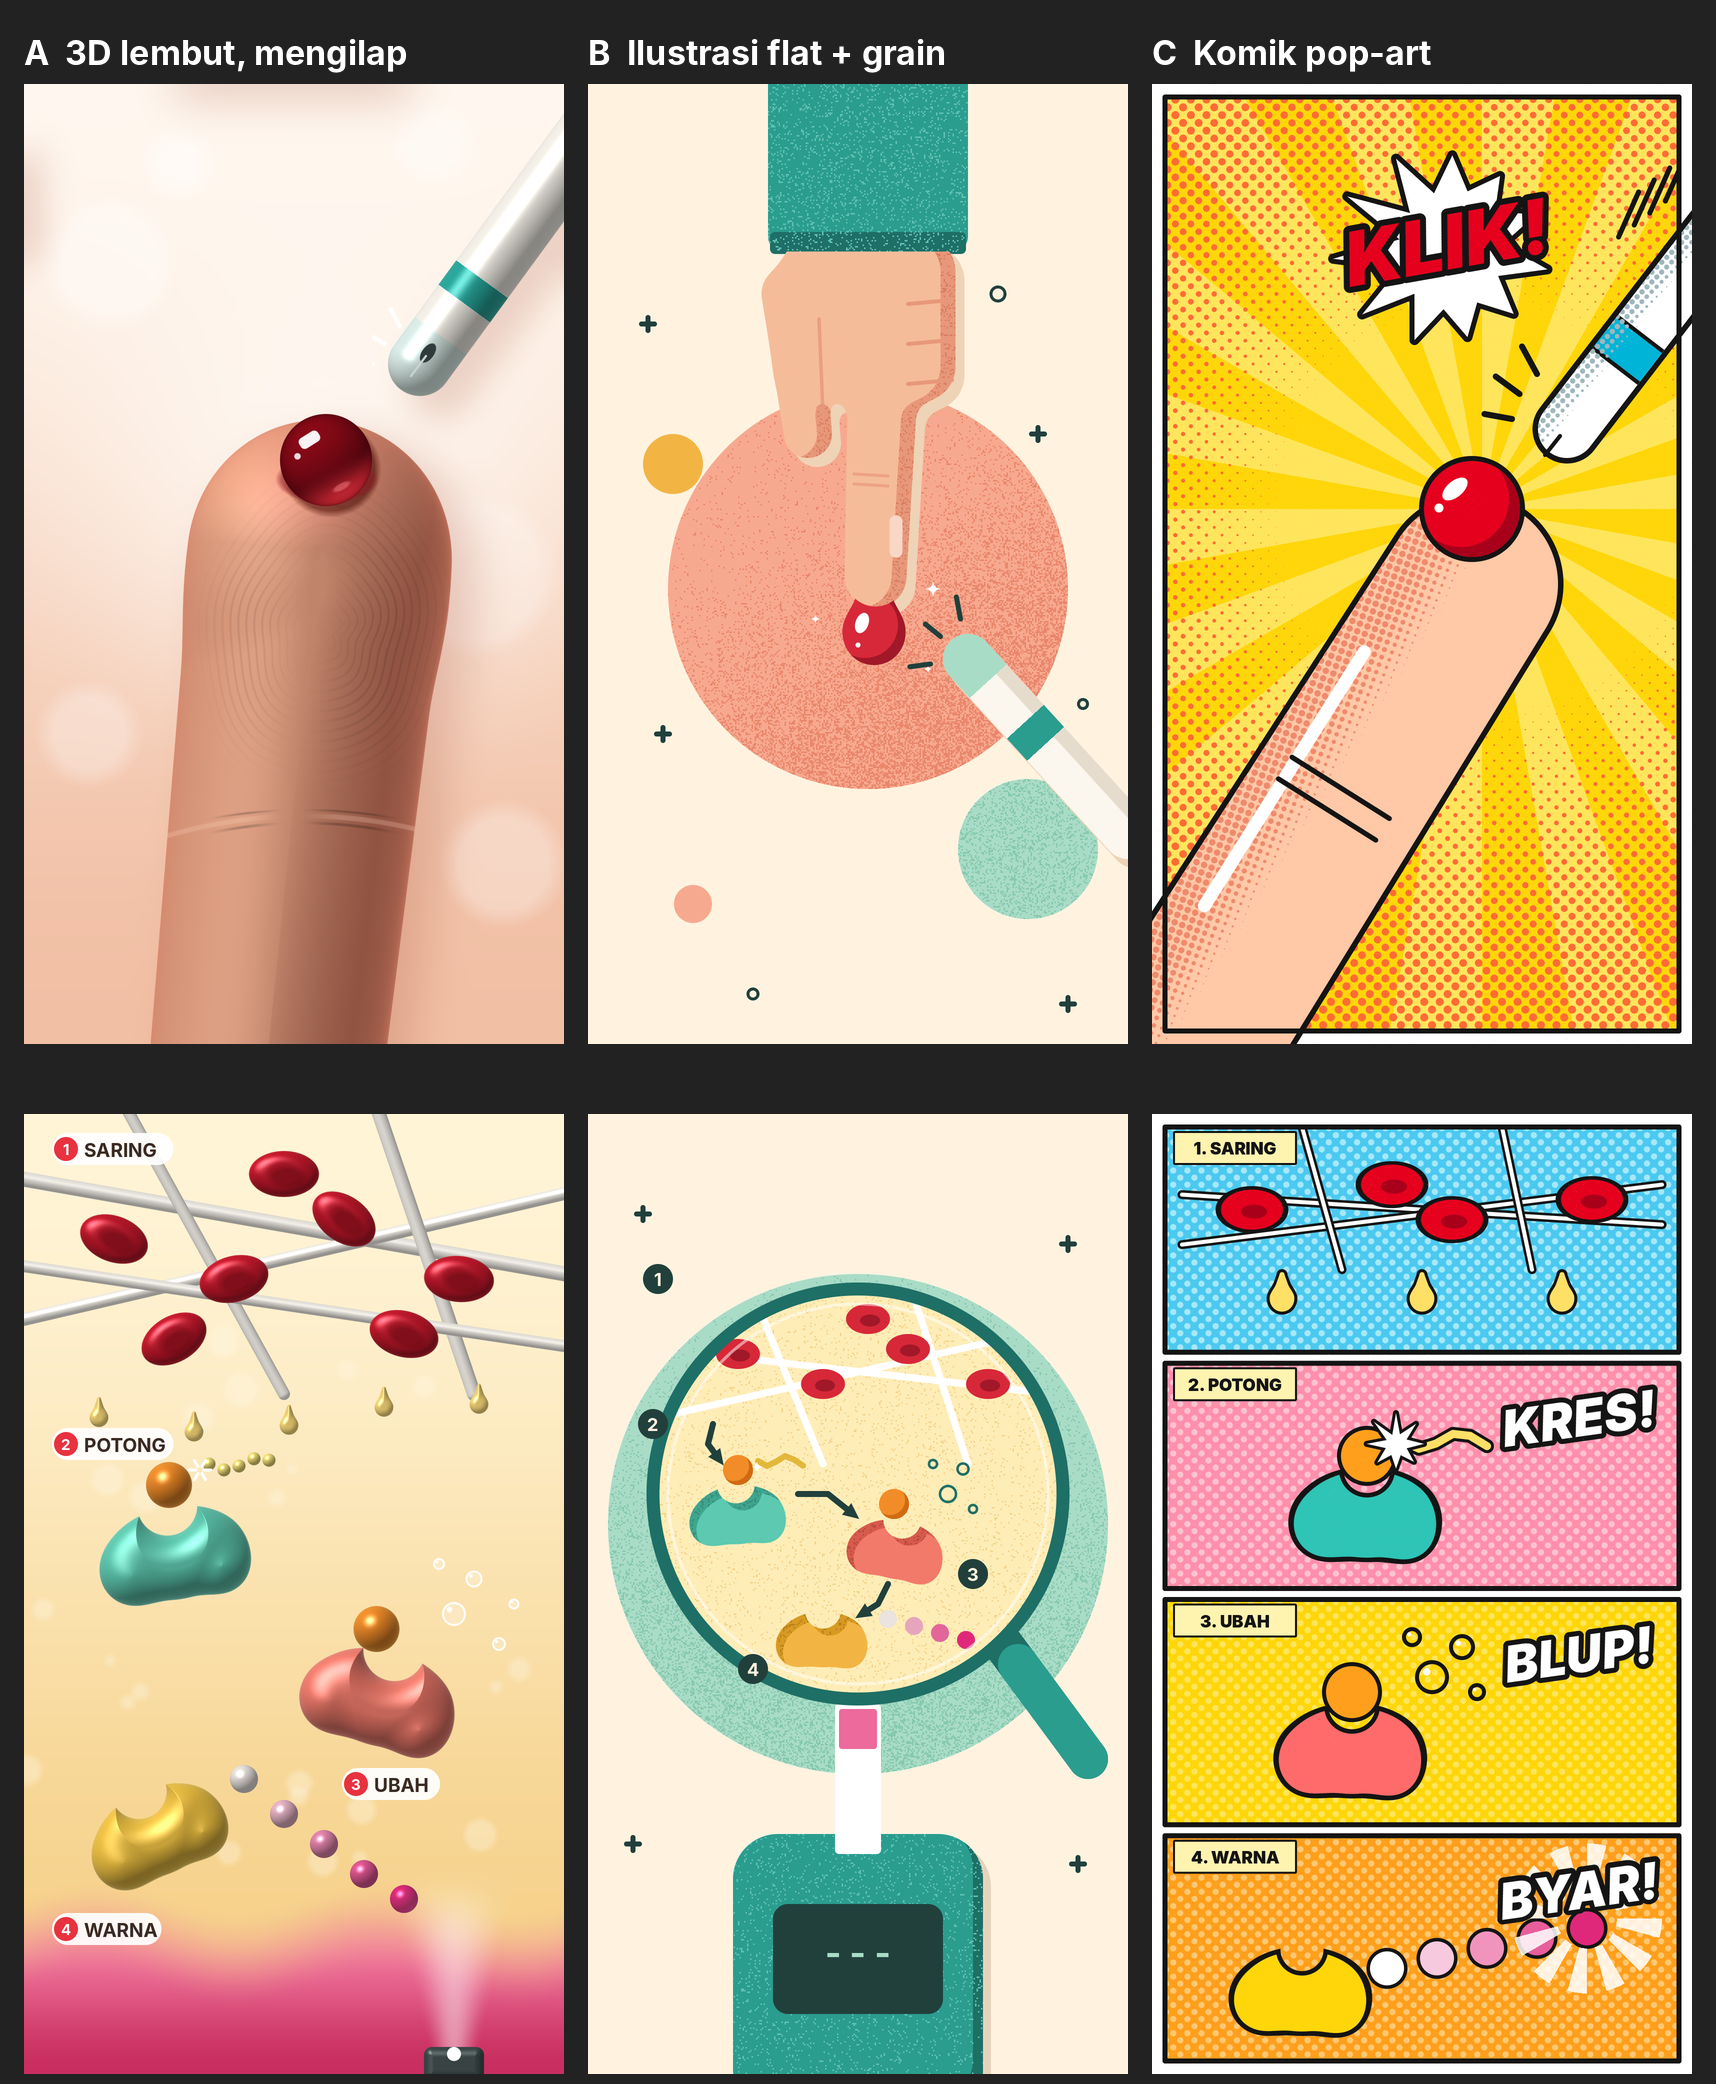 A 3D lembut, mengilap
B Ilustrasi flat + grain
C Komik pop-art
KLIK!
1 SARING
2 POTONG
3 UBAH
4 WARNA
1
2
3
4
- - -
1. SARING
2. POTONG
KRES!
3. UBAH
BLUP!
4. WARNA
BYAR!